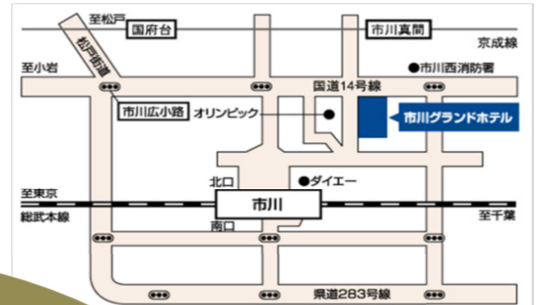 至松戸
国府台
市川真間
京成線
松戸街道
至小岩
●市川西消防署
国道14号線
市川広小路
オリンピック
市川グランドホテル
北口
●ダイエー
至東京
市川
総武本線
至千葉
南口
県道283号線